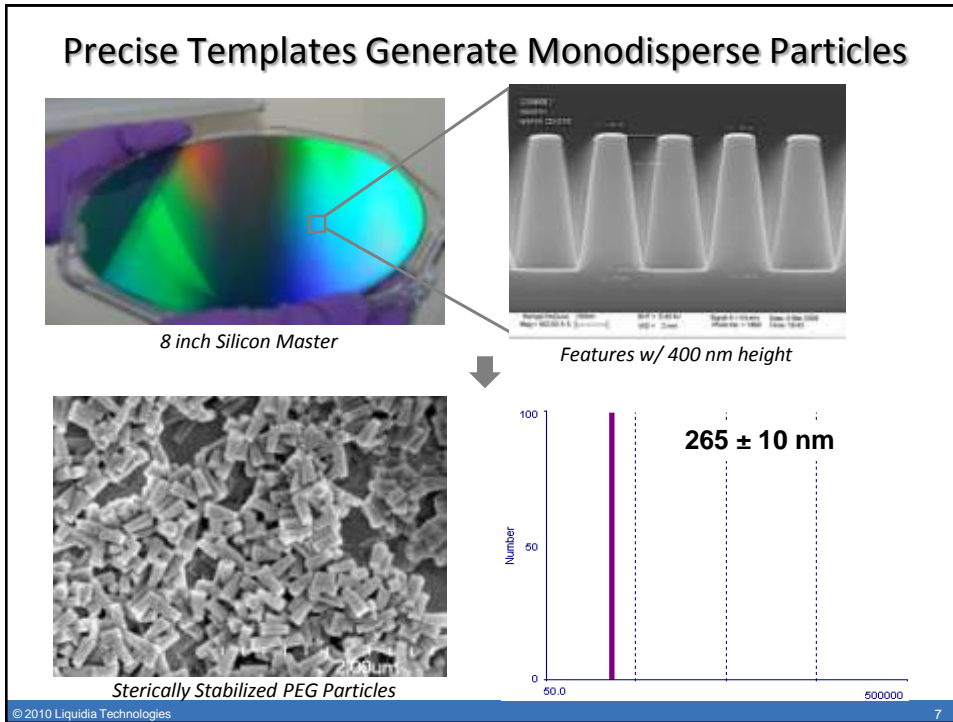 Precise Templates Generate Monodisperse Particles
8 inch Silicon Master
Features w/ 400 nm height
2.00um
Sterically Stabilized PEG Particles
265 ± 10 nm
100
50
0
Number
50.0
500000
© 2010 Liquidia Technologies
7